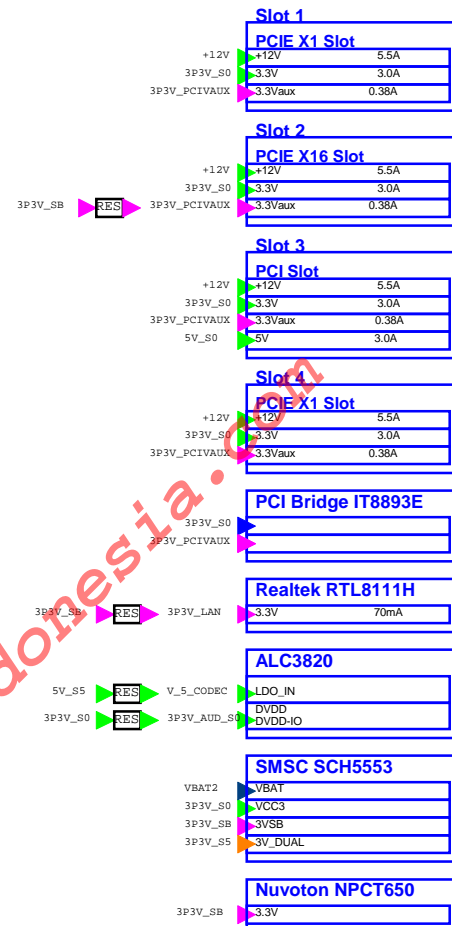 Slot 1
PCIE X1 Slot
+12V +12V 5.5A
3P3V_S0 3.3V 3.0A
3P3V_PCIVAUX 3.3Vaux 0.38A
Slot 2
PCIE X16 Slot
+12V +12V 5.5A
3P3V_S0 3.3V 3.0A
3P3V_SB RES 3P3V_PCIVAUX 3.3Vaux 0.38A
Slot 3
PCI Slot
+12V +12V 5.5A
3P3V_S0 3.3V 3.0A
3P3V_PCIVAUX 3.3Vaux 0.38A
5V_S0 5V 3.0A
Slot 4
PCIE X1 Slot
+12V +12V 5.5A
3P3V_S0 3.3V 3.0A
3P3V_PCIVAUX 3.3Vaux 0.38A
PCI Bridge IT8893E
3P3V_S0
3P3V_PCIVAUX
Realtek RTL8111H
3P3V_SB RES 3P3V_LAN 3.3V 70mA
ALC3820
5V_S5 RES V_5_CODEC LDO_IN
3P3V_S0 RES 3P3V_AUD_S0 DVDD
DVDD-IO
SMSC SCH5553
VBAT2 VBAT
3P3V_S0 VCC3
3P3V_SB 3VSB
3P3V_S5 3V_DUAL
Nuvoton NPCT650
3P3V_SB 3.3V
donesia.com